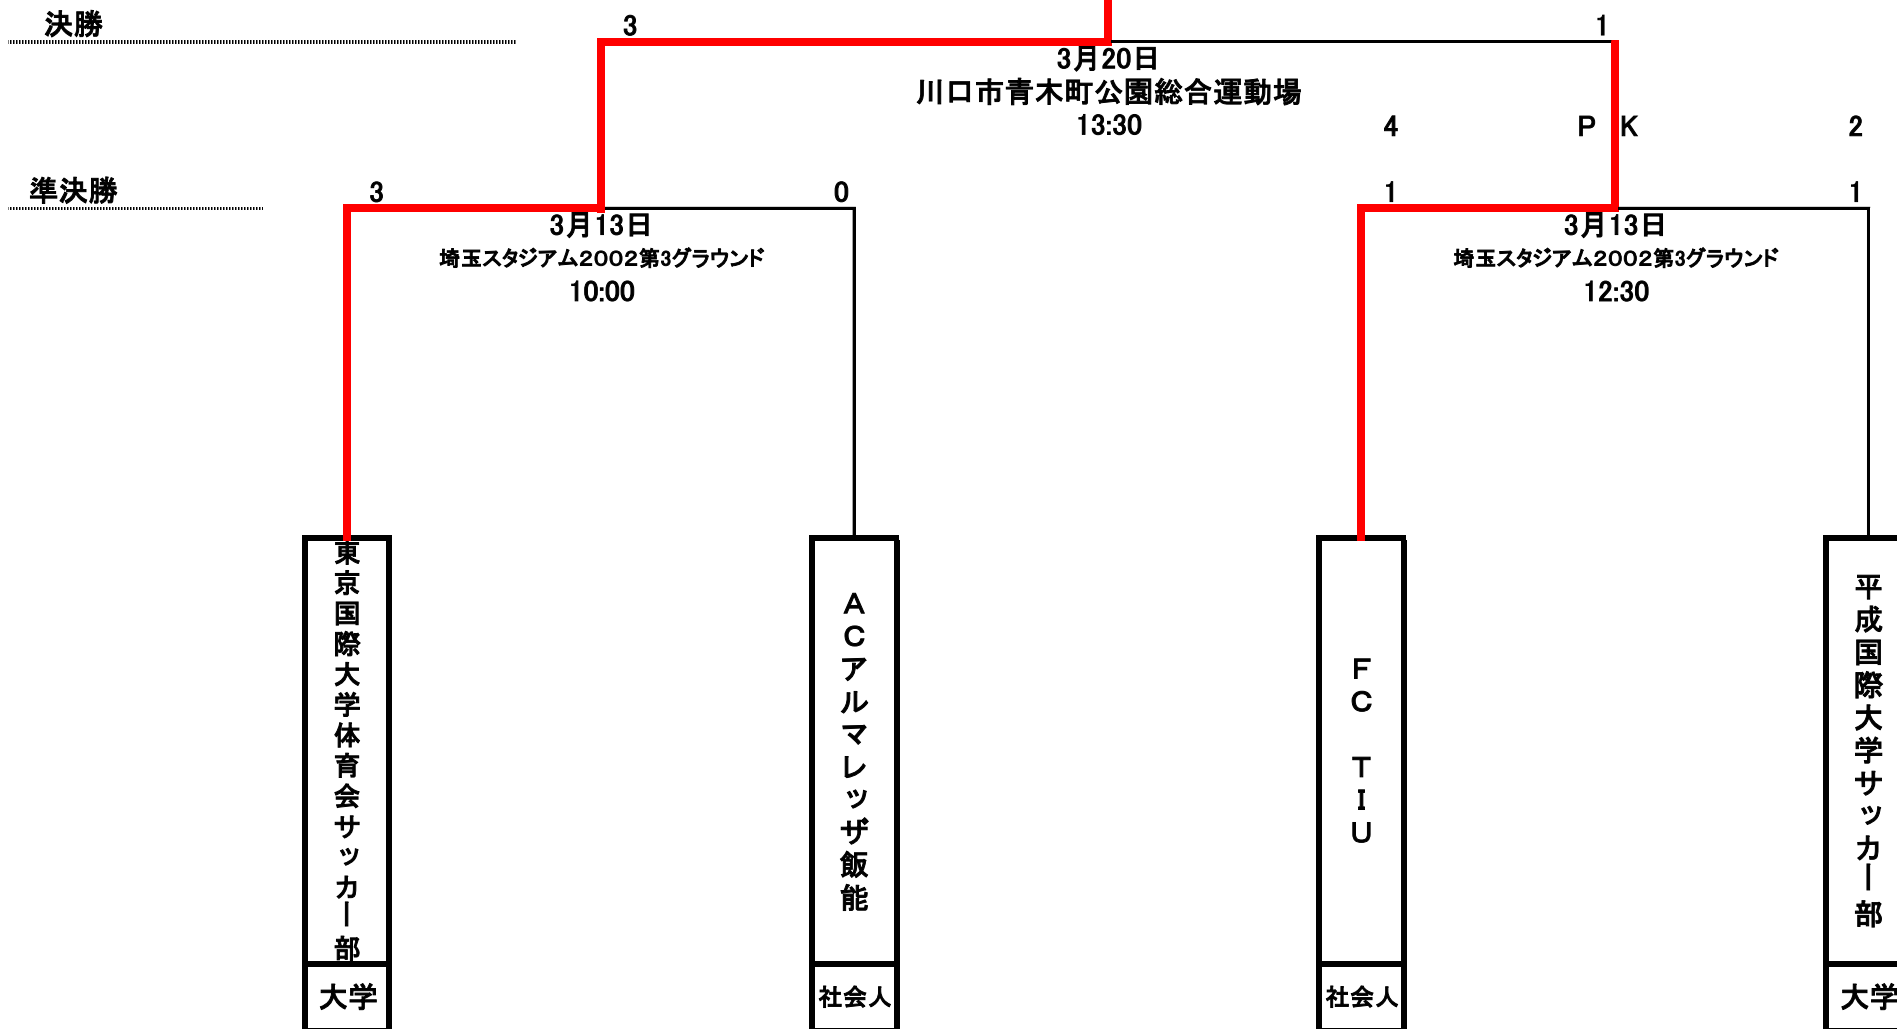 決勝
3
1
3月20日
川口市青木町公園総合運動場
13:30
4
P K
2
準決勝
3
0
1
1
3月13日
埼玉スタジアム2002第3グラウンド
10:00
3月13日
埼玉スタジアム2002第3グラウンド
12:30
東京国際大学体育会サッカー部
ACアルマレッザ飯能
FC TIU
平成国際大学サッカー部
大学
社会人
社会人
大学